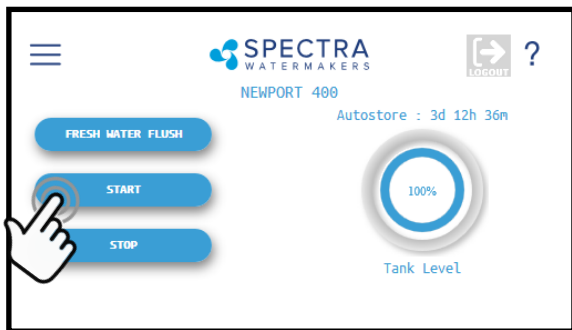 SPECTRA
WATERMAKERS
LOGOUT
?
NEWPORT 400
Autostore : 3d 12h 36m
FRESH WATER FLUSH
START
100%
STOP
Tank Level